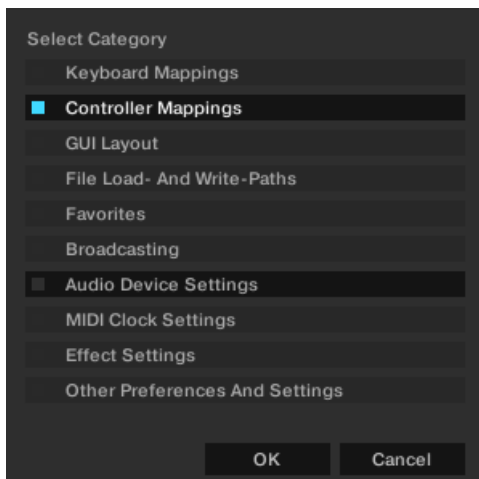 Select Category
Keyboard Mappings
Controller Mappings
GUI Layout
File Load- And Write-Paths
Favorites
Broadcasting
Audio Device Settings
MIDI Clock Settings
Effect Settings
Other Preferences And Settings
OK Cancel